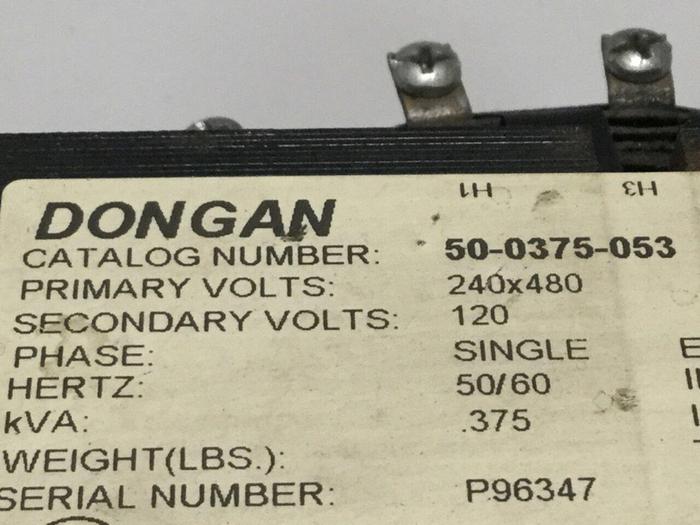 H1 H3
DONGAN
CATALOG NUMBER: 50-0375-053
PRIMARY VOLTS: 240x480
SECONDARY VOLTS: 120
PHASE: SINGLE E
HERTZ: 50/60
kVA: .375
WEIGHT(LBS.):
SERIAL NUMBER: P96347